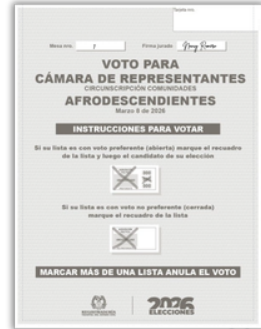 Mesa nro. 1 Firma jurado
VOTO PARA
CÁMARA DE REPRESENTANTES
CIRCUNSCRIPCIÓN COMUNIDADES
AFRODESCENDIENTES
Marzo 8 de 2026
INSTRUCCIONES PARA VOTAR
Si su lista es con voto preferente (abierta) marque el recuadro
de la lista y luego el candidato de su elección
Si su lista es con voto no preferente (cerrada)
marque el recuadro de la lista
MARCAR MÁS DE UNA LISTA ANULA EL VOTO
2026
ELECCIONES